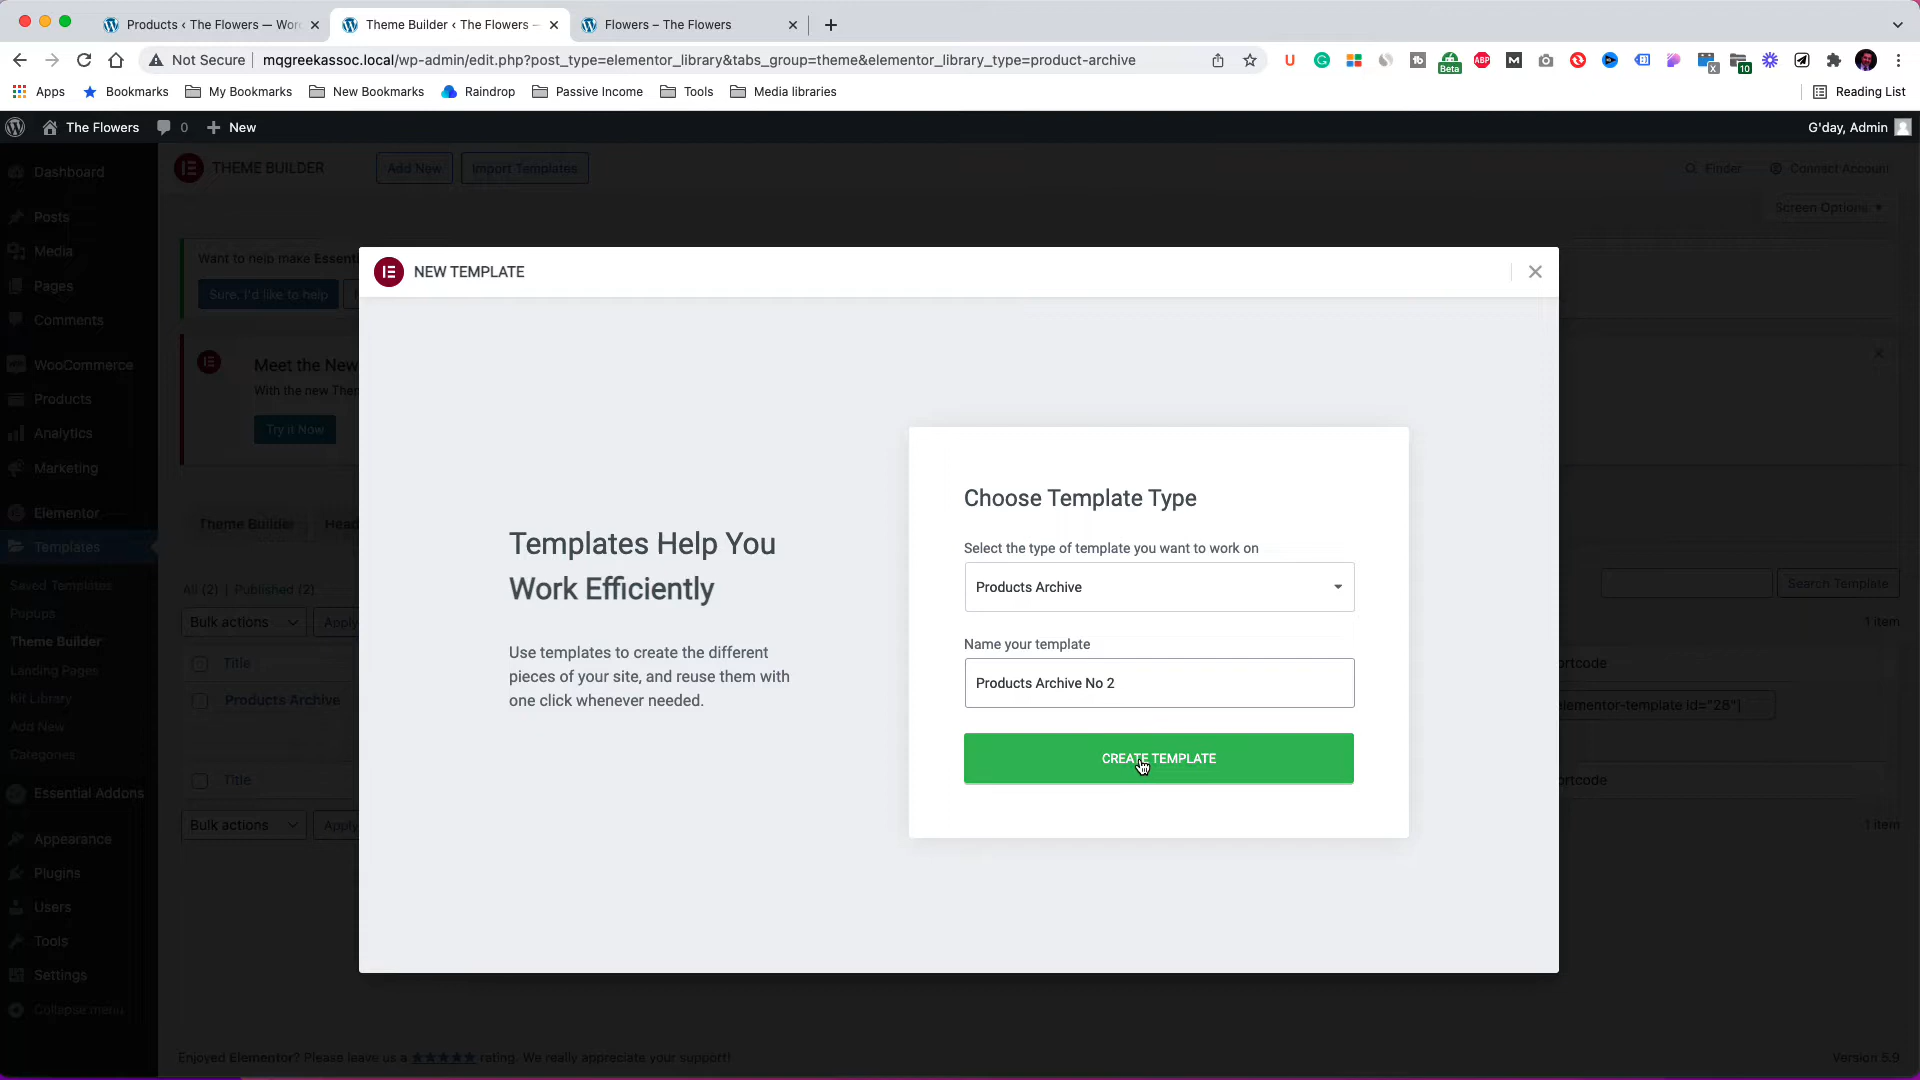 Products ‹ The Flowers — Word
Theme Builder ‹ The Flowers —
Flowers – The Flowers
Not Secure
mqgreekassoc.local/wp-admin/edit.php?post_type=elementor_library&tabs_group=theme&elementor_library_type=product-archive
Beta
10
Apps
Bookmarks
My Bookmarks
New Bookmarks
Raindrop
Passive Income
Tools
Media libraries
Reading List
The Flowers
0
New
G'day, Admin
Dashboard
THEME BUILDER
Add New
Import Templates
Finder
Connect Account
Screen Options
Posts
Media
Pages
Comments
WooCommerce
Products
Analytics
Marketing
Elementor
Templates
Saved Templates
Popups
Theme Builder
Landing Pages
Kit Library
Add New
Categories
Essential Addons
Appearance
Plugins
Users
Tools
Settings
Collapse menu
Want to help make Essenti
Sure, I'd like to help
Meet the New
With the new Them
Try it Now
Theme Builder
Head
All (2) | Published (2)
Bulk actions
Apply
Title
Products Archive
Title
Bulk actions
Apply
Search Template
1 item
ortcode
elementor-template id="28"]
ortcode
1 item
NEW TEMPLATE
Templates Help You
Work Efficiently
Use templates to create the different
pieces of your site, and reuse them with
one click whenever needed.
Choose Template Type
Select the type of template you want to work on
Products Archive
Name your template
Products Archive No 2
CREATE TEMPLATE
Enjoyed Elementor? Please leave us a ★★★★★ rating. We really appreciate your support!
Version 5.9